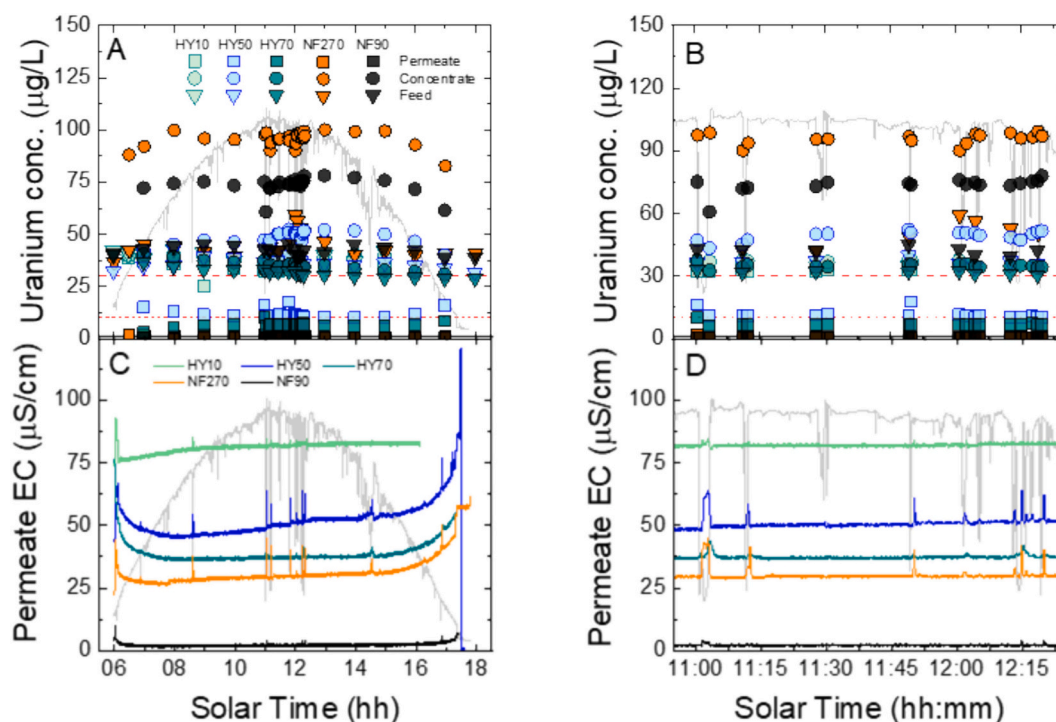 A
HY10 HY50 HY70 NF270 NF90
Permeate
Concentrate
Feed
Uranium conc. (µg/L)
150
125
100
75
50
25
0
B
Uranium conc. (µg/L)
150
120
90
60
30
0
C
HY10 HY50 HY70
NF270 NF90
Permeate EC (µS/cm)
100
75
50
25
0
06 08 10 12 14 16 18
Solar Time (hh)
D
Permeate EC (µS/cm)
100
75
50
25
0
11:00 11:15 11:30 11:45 12:00 12:15
Solar Time (hh:mm)